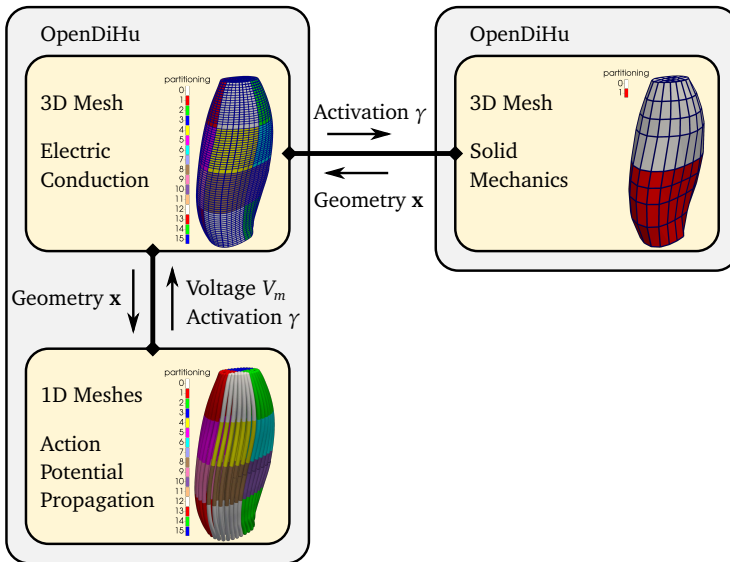 OpenDiHu
3D Mesh
Electric
Conduction
partitioning
0
1
2
3
4
5
6
7
8
9
10
11
12
13
14
15
Activation γ
Geometry x
OpenDiHu
3D Mesh
Solid
Mechanics
partitioning
0
1
Geometry x
Voltage Vm
Activation γ
1D Meshes
Action
Potential
Propagation
partitioning
0
1
2
3
4
5
6
7
8
9
10
11
12
13
14
15